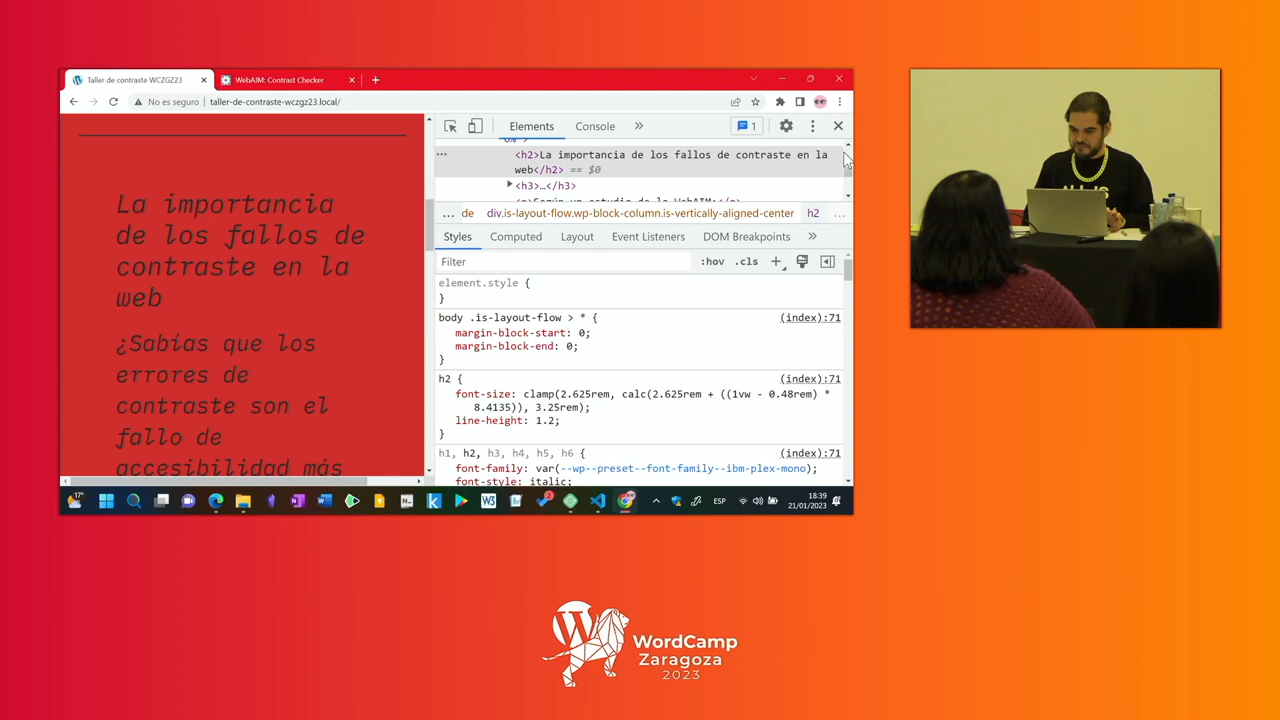 Taller de contraste WCZGZ23
WebAIM: Contrast Checker
No es seguro
taller-de-contraste-wczgz23.local/
La importancia
de los fallos de
contraste en la
web
¿Sabías que los
errores de
contraste son el
fallo de
accesibilidad más
Elements
Console
1
<h2>La importancia de los fallos de contraste en la
web</h2> == $0
<h3>…</h3>
... de div.is-layout-flow.wp-block-column.is-vertically-aligned-center h2 ...
Styles Computed Layout Event Listeners DOM Breakpoints
Filter
:hov .cls
element.style {
}
body .is-layout-flow > * { (index):71
margin-block-start: 0;
margin-block-end: 0;
}
h2 { (index):71
font-size: clamp(2.625rem, calc(2.625rem + ((1vw - 0.48rem) *
8.4135)), 3.25rem);
line-height: 1.2;
}
h1, h2, h3, h4, h5, h6 { (index):71
font-family: var(--wp--preset--font-family--ibm-plex-mono);
font-style: italic;
17°
W3
2
ESP
18:39
21/01/2023
WordCamp
Zaragoza
2023